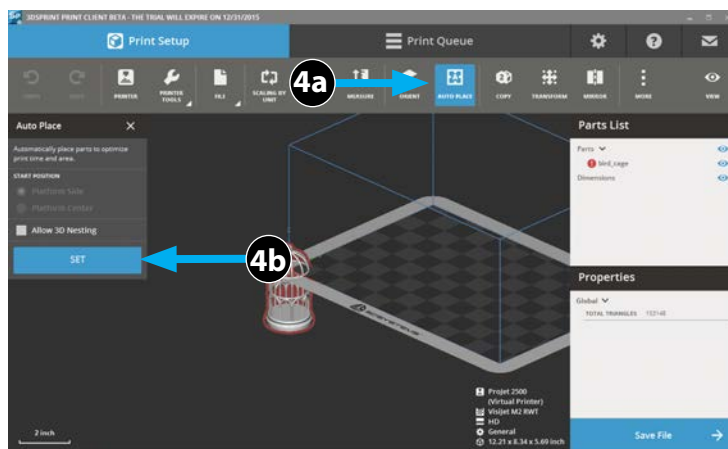 3DSPRINT PRINT CLIENT BETA - THE TRIAL WILL EXPIRE ON 12/31/2015
Print Setup
Print Queue
PRINTER
PRINTER TOOLS
FILE
SCALING BY UNIT
4a
MEASURE
ORIENT
AUTO PLACE
COPY
TRANSFORM
MIRROR
MORE
VIEW
Auto Place
Automatically place parts to optimize
print time and area.
START POSITION
Platform Side
Platform Center
Allow 3D Nesting
SET
4b
Parts List
Parts
bird_cage
Dimensions
Properties
Global
TOTAL TRIANGLES
3D SYSTEMS
Projet 2500
(Virtual Printer)
Visijet M2 RWT
HD
General
12.21 x 8.34 x 5.69 inch
2 inch
Save File